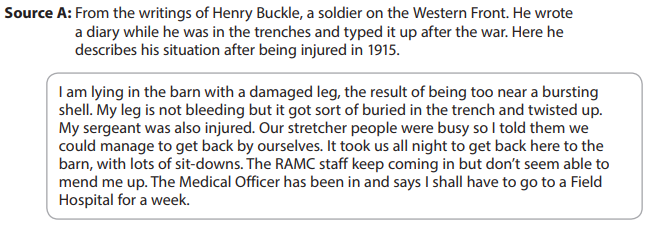 Source A: From the writings of Henry Buckle, a soldier on the Western Front. He wrote
a diary while he was in the trenches and typed it up after the war. Here he
describes his situation after being injured in 1915.
I am lying in the barn with a damaged leg, the result of being too near a bursting
shell. My leg is not bleeding but it got sort of buried in the trench and twisted up.
My sergeant was also injured. Our stretcher people were busy so I told them we
could manage to get back by ourselves. It took us all night to get back here to the
barn, with lots of sit-downs. The RAMC staff keep coming in but don’t seem able to
mend me up. The Medical Officer has been in and says I shall have to go to a Field
Hospital for a week.